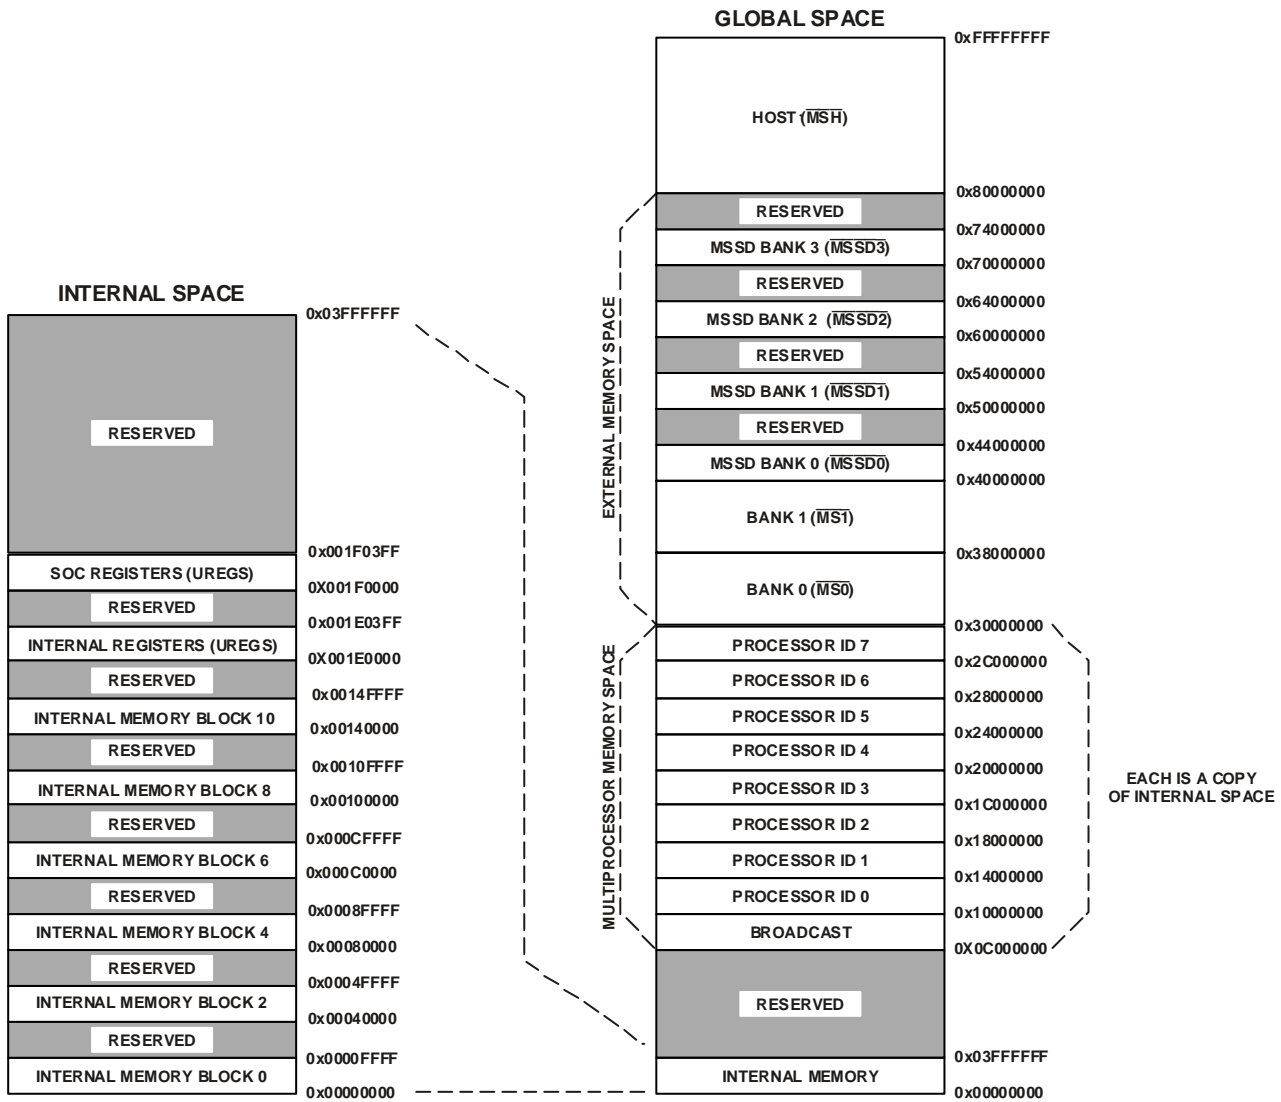 GLOBAL SPACE
0xFFFFFFFF
HOST (MSH)
0x80000000
RESERVED
0x74000000
MSSD BANK 3 (MSSD3)
0x70000000
RESERVED
0x64000000
MSSD BANK 2 (MSSD2)
0x60000000
RESERVED
0x54000000
MSSD BANK 1 (MSSD1)
0x50000000
RESERVED
0x44000000
MSSD BANK 0 (MSSD0)
0x40000000
BANK 1 (MS1)
0x38000000
BANK 0 (MS0)
0x30000000
PROCESSOR ID 7
0x2C000000
PROCESSOR ID 6
0x28000000
PROCESSOR ID 5
0x24000000
PROCESSOR ID 4
0x20000000
PROCESSOR ID 3
0x1C000000
PROCESSOR ID 2
0x18000000
PROCESSOR ID 1
0x14000000
PROCESSOR ID 0
0x10000000
BROADCAST
0X0C000000
RESERVED
0x03FFFFFF
INTERNAL MEMORY
0x00000000
EXTERNAL MEMORY SPACE
MULTIPROCESSOR MEMORY SPACE
EACH IS A COPY
OF INTERNAL SPACE
INTERNAL SPACE
0x03FFFFFF
RESERVED
0x001F03FF
SOC REGISTERS (UREGS)
0X001F0000
RESERVED
0x001E03FF
INTERNAL REGISTERS (UREGS)
0X001E0000
RESERVED
0x0014FFFF
INTERNAL MEMORY BLOCK 10
0x00140000
RESERVED
0x0010FFFF
INTERNAL MEMORY BLOCK 8
0x00100000
RESERVED
0x000CFFFF
INTERNAL MEMORY BLOCK 6
0x000C0000
RESERVED
0x0008FFFF
INTERNAL MEMORY BLOCK 4
0x00080000
RESERVED
0x0004FFFF
INTERNAL MEMORY BLOCK 2
0x00040000
RESERVED
0x0000FFFF
INTERNAL MEMORY BLOCK 0
0x00000000